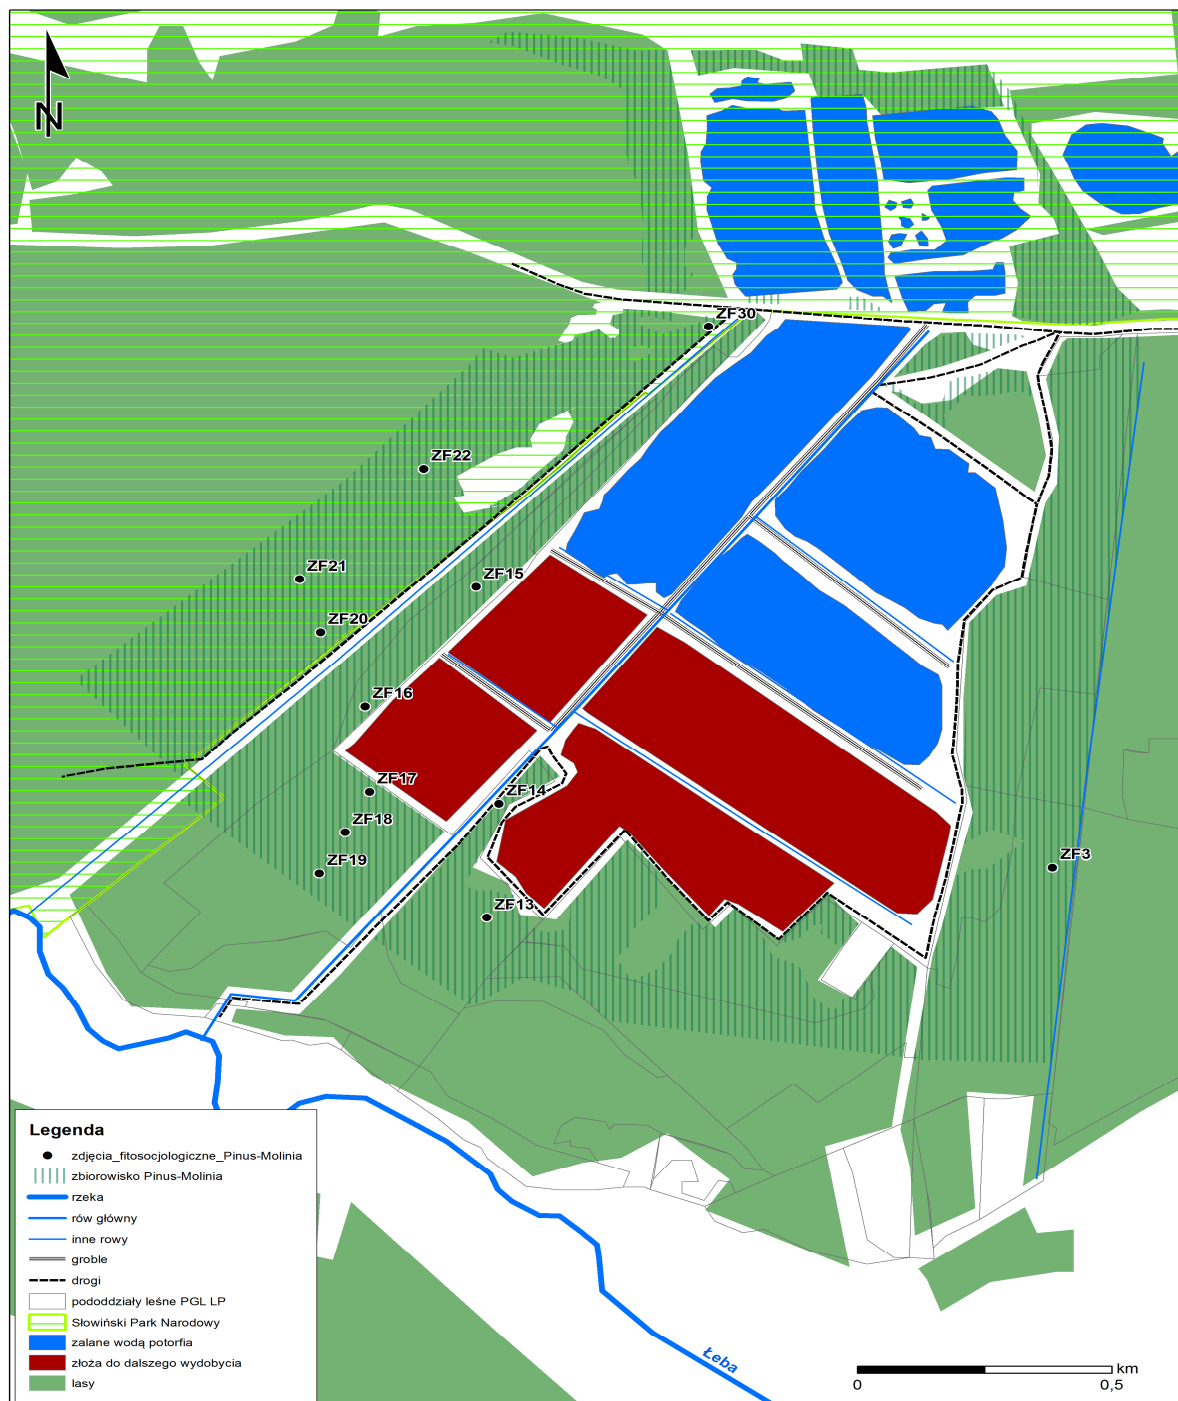 N
ZF30
ZF22
ZF15
ZF21
ZF20
ZF16
ZF17
ZF14
ZF18
ZF3
ZF19
ZF13
Legenda
zdjęcia_fitosocjologiczne_Pinus-Molinia
zbiorowisko Pinus-Molinia
rzeka
rów główny
inne rowy
groble
drogi
pododdziały leśne PGL LP
Słowiński Park Narodowy
zalane wodą potorfia
złoża do dalszego wydobycia
lasy
Łeba
km
0 0,5